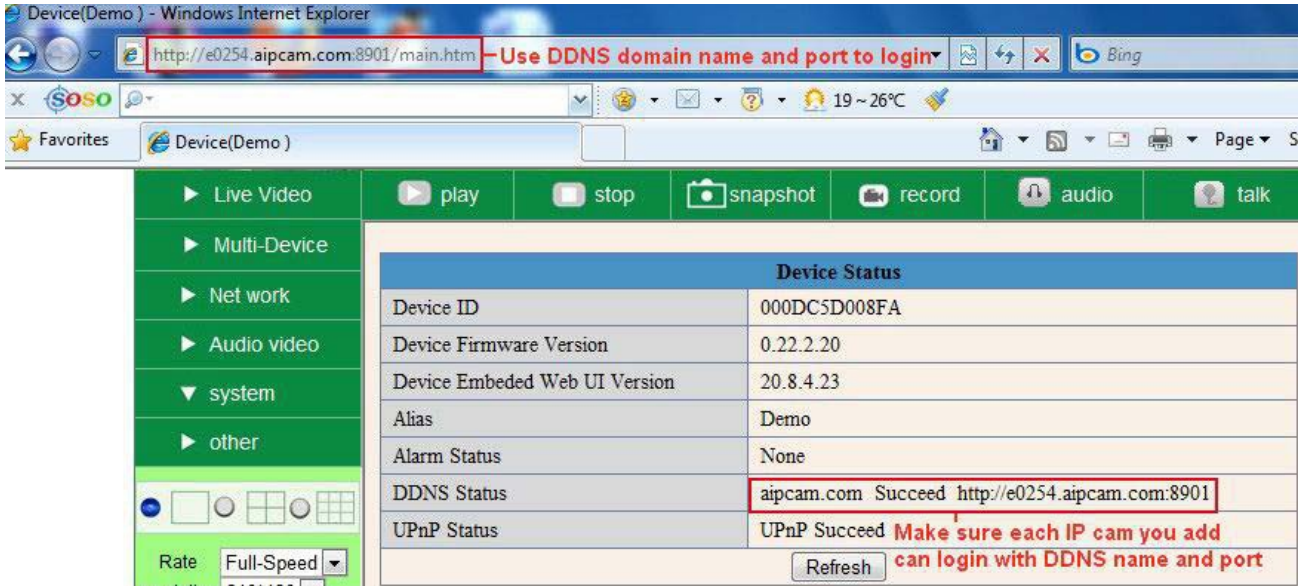 Device(Demo ) - Windows Internet Explorer
http://e0254.aipcam.com:8901/main.htm
Use DDNS domain name and port to login
Bing
x SOSO
19~26℃
Favorites
Device(Demo )
Page
Live Video
play
stop
snapshot
record
audio
talk
Multi-Device
Net work
Audio video
system
other
Device Status
Device ID 000DC5D008FA
Device Firmware Version 0.22.2.20
Device Embeded Web UI Version 20.8.4.23
Alias Demo
Alarm Status None
DDNS Status aipcam.com Succeed http://e0254.aipcam.com:8901
UPnP Status UPnP Succeed
Make sure each IP cam you add
can login with DDNS name and port
Refresh
Rate Full-Speed